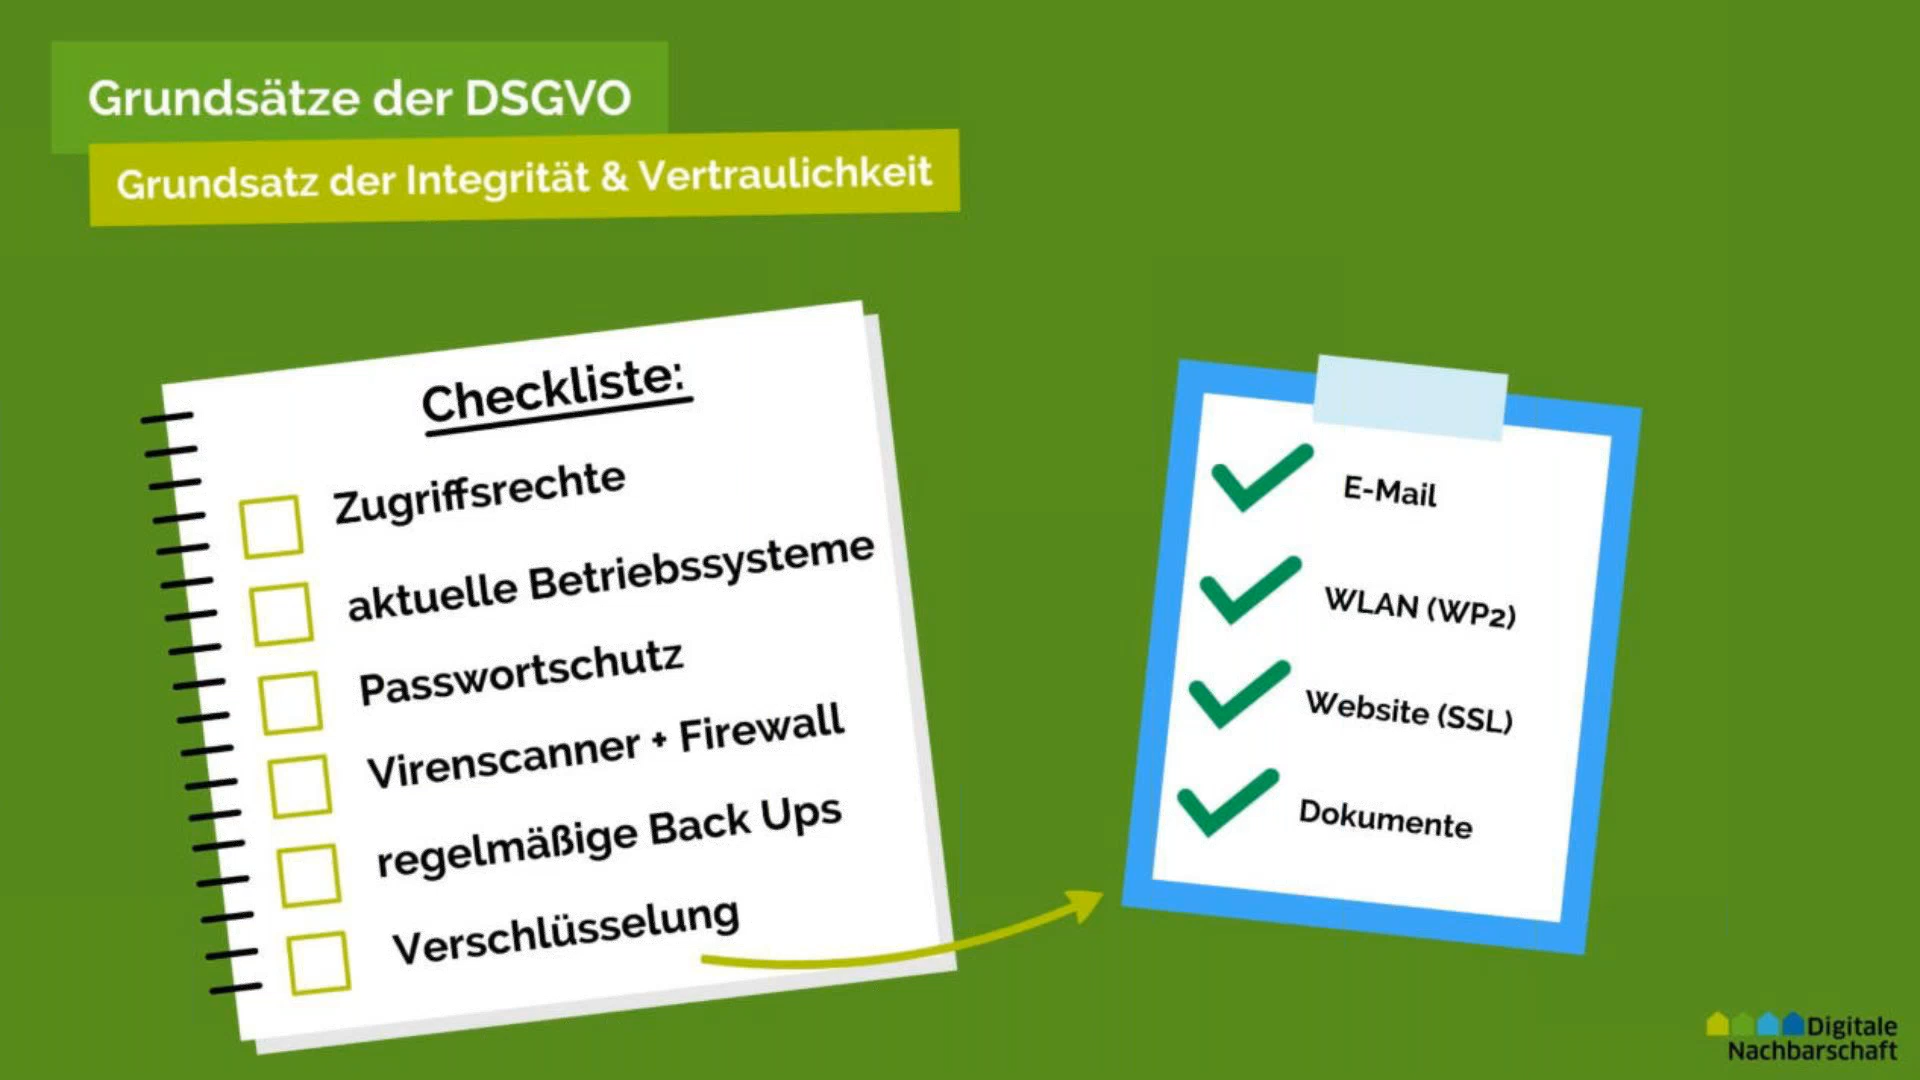 Grundsätze der DSGVO
Grundsatz der Integrität & Vertraulichkeit
Checkliste:
Zugriffsrechte
aktuelle Betriebssysteme
Passwortschutz
Virenscanner + Firewall
regelmäßige Back Ups
Verschlüsselung
E-Mail
WLAN (WP2)
Website (SSL)
Dokumente
Digitale
Nachbarschaft